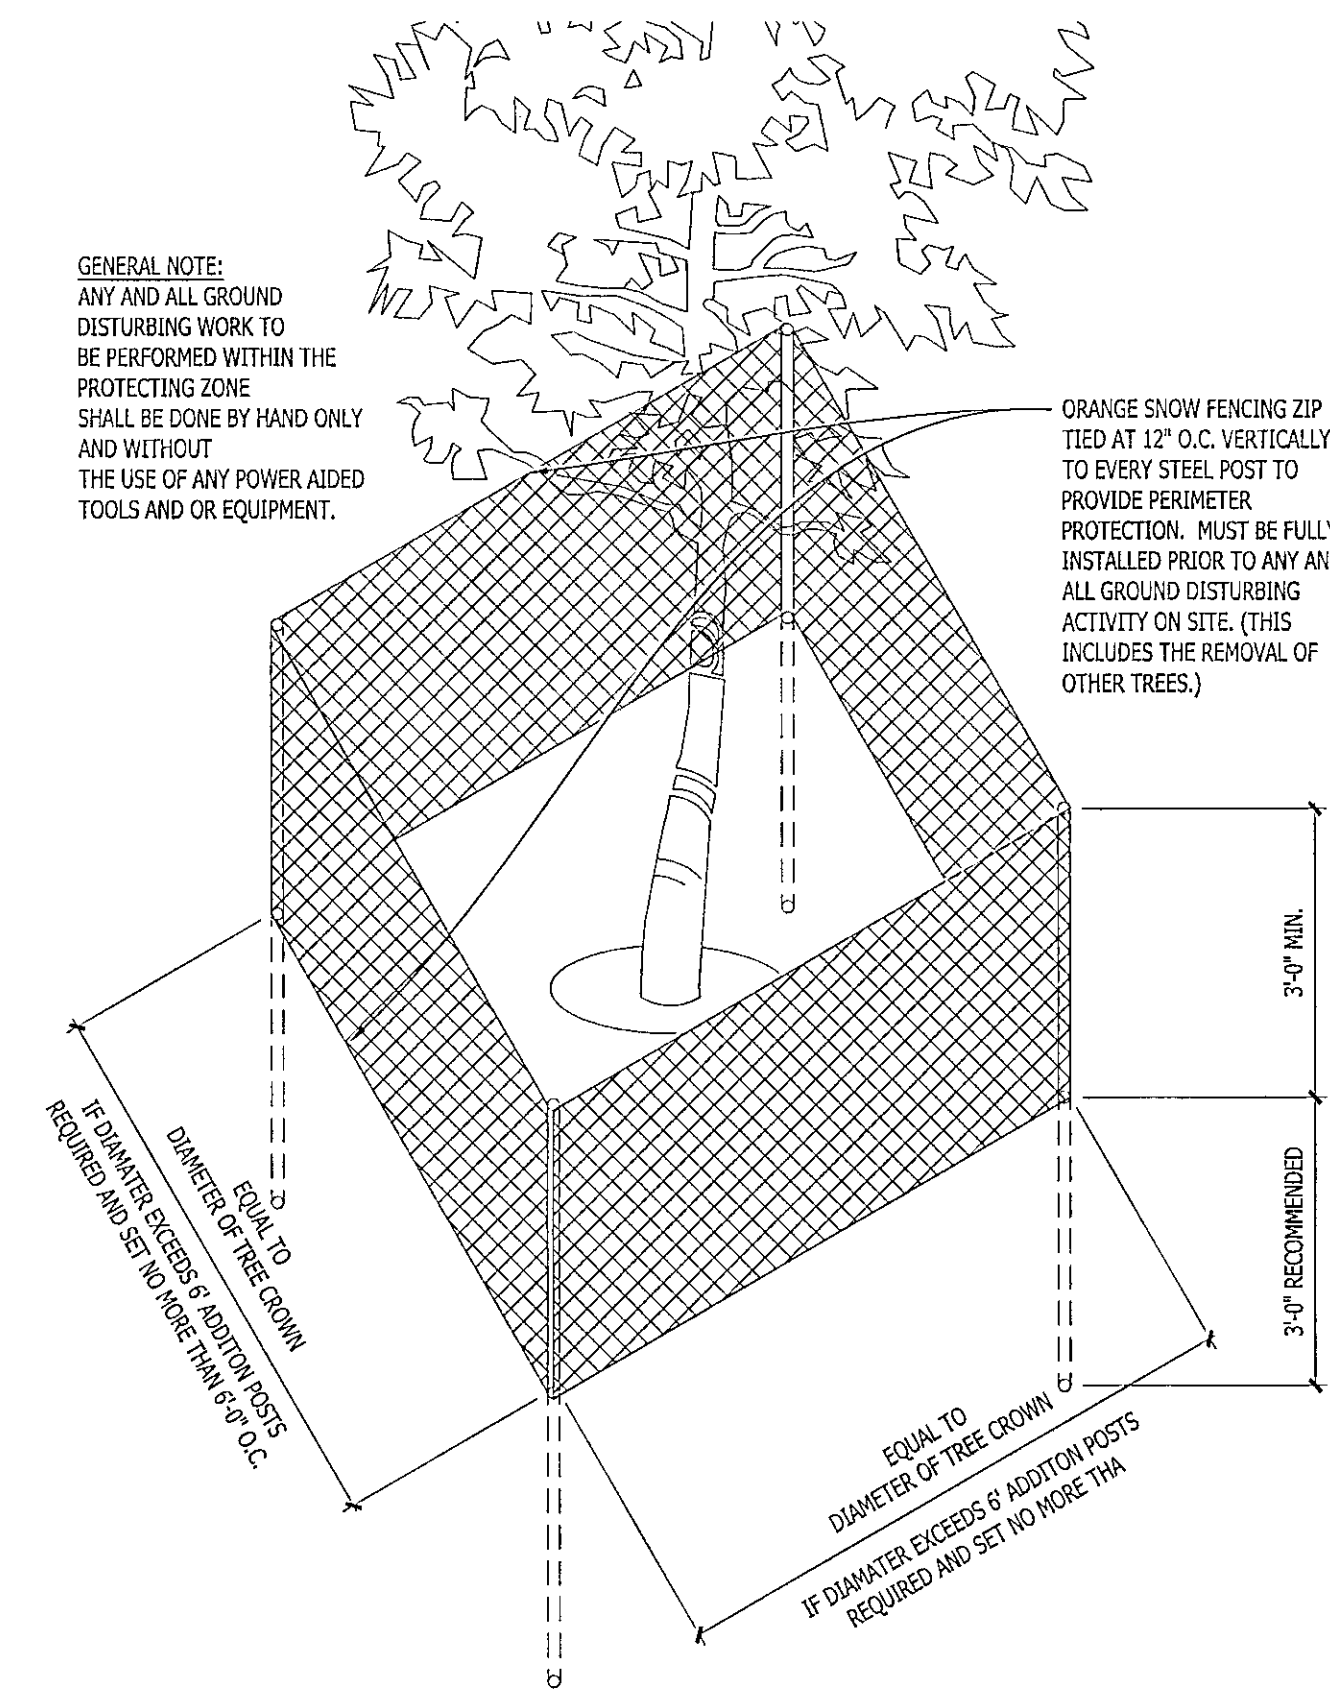 GENERAL NOTE:
ANY AND ALL GROUND
DISTURBING WORK TO
BE PERFORMED WITHIN THE
PROTECTING ZONE
SHALL BE DONE BY HAND ONLY
AND WITHOUT
THE USE OF ANY POWER AIDED
TOOLS AND OR EQUIPMENT.
ORANGE SNOW FENCING ZIP
TIED AT 12" O.C. VERTICALLY
TO EVERY STEEL POST TO
PROVIDE PERIMETER
PROTECTION. MUST BE FULLY
INSTALLED PRIOR TO ANY AN
ALL GROUND DISTURBING
ACTIVITY ON SITE. (THIS
INCLUDES THE REMOVAL OF
OTHER TREES.)
3'-0" MIN.
3'-0" RECOMMENDED
EQUAL TO
DIAMETER OF TREE CROWN
IF DIAMATER EXCEEDS 6' ADDITON POSTS
REQUIRED AND SET NO MORE THAN 6'-0" O.C.
EQUAL TO
DIAMETER OF TREE CROWN
IF DIAMATER EXCEEDS 6' ADDITON POSTS
REQUIRED AND SET NO MORE THA